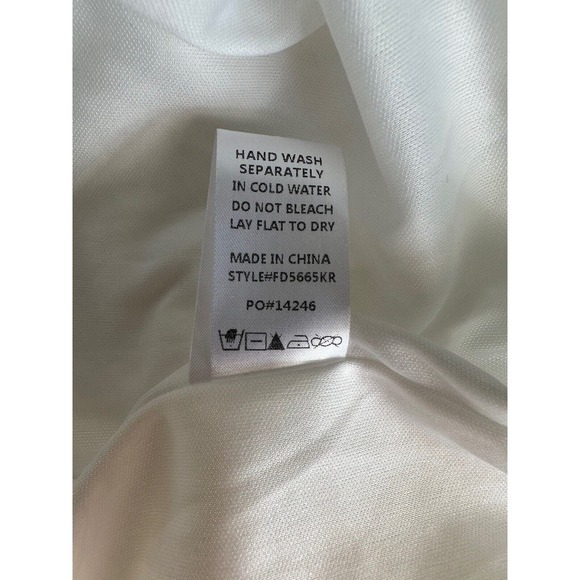 HAND WASH
SEPARATELY
IN COLD WATER
DO NOT BLEACH
LAY FLAT TO DRY
MADE IN CHINA
STYLE#FD5665KR
PO#14246